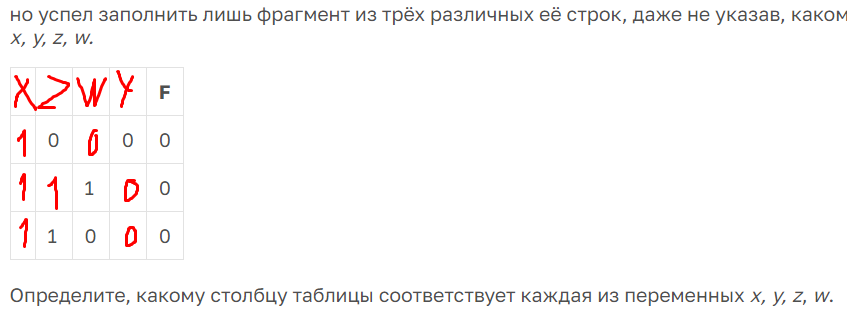 но успел заполнить лишь фрагмент из трёх различных её строк, даже не указав, каком
x, y, z, w.
X Z W Y F
1 0 0 0 0
1 1 1 0 0
1 1 0 0 0
Определите, какому столбцу таблицы соответствует каждая из переменных x, y, z, w.